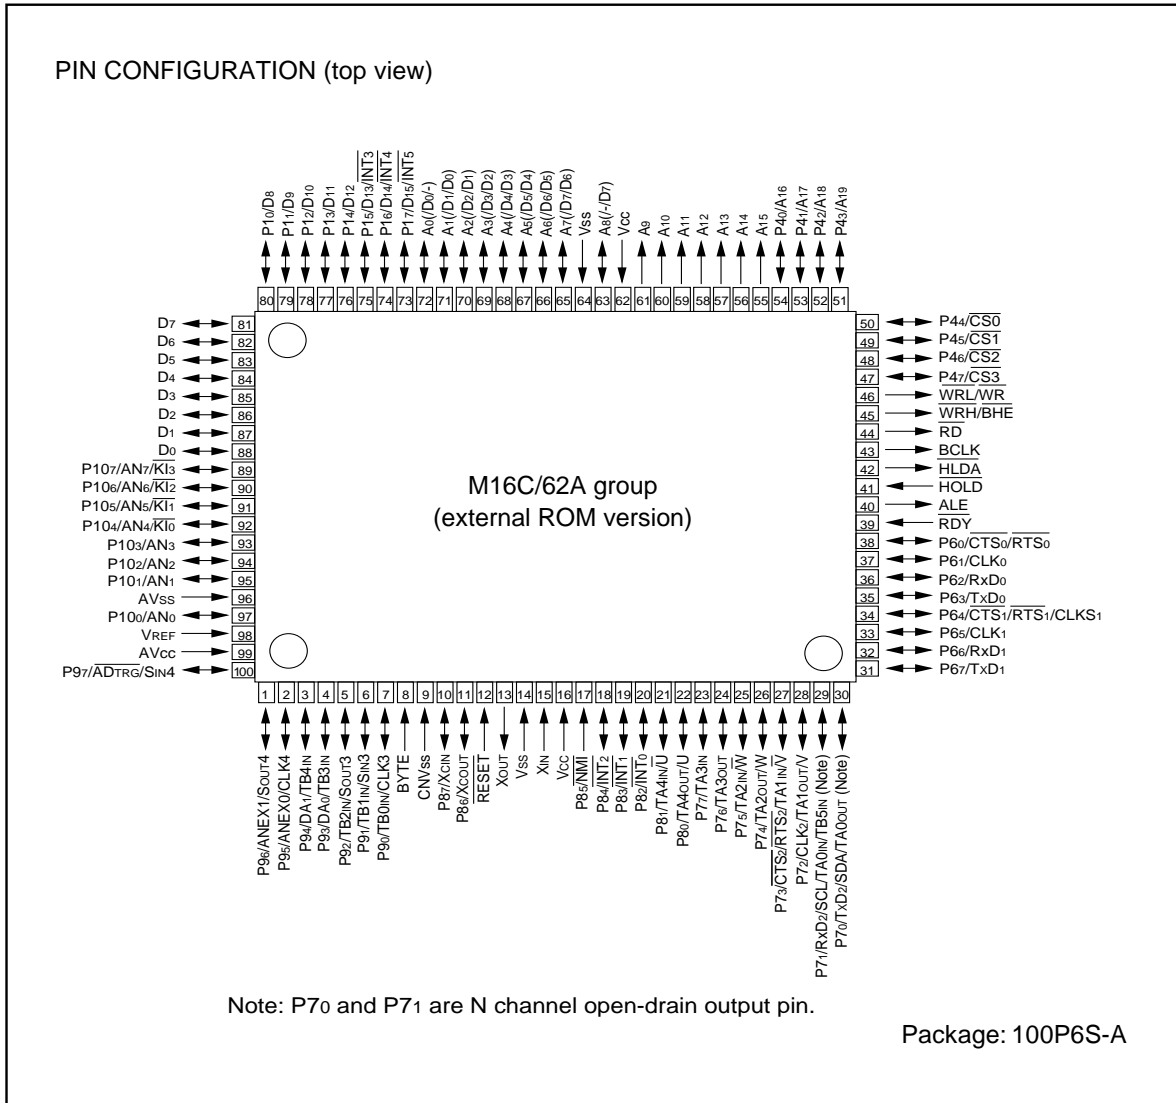 PIN CONFIGURATION (top view)
P10/D8
P11/D9
P12/D10
P13/D11
P14/D12
P15/D13/INT3
P16/D14/INT4
P17/D15/INT5
A0(/D0/-)
A1(/D1/D0)
A2(/D2/D1)
A3(/D3/D2)
A4(/D4/D3)
A5(/D5/D4)
A6(/D6/D5)
A7(/D7/D6)
Vss
A8(/-/D7)
Vcc
A9
A10
A11
A12
A13
A14
A15
P40/A16
P41/A17
P42/A18
P43/A19
80 79 78 77 76 75 74 73 72 71 70 69 68 67 66 65 64 63 62 61 60 59 58 57 56 55 54 53 52 51
D7 81
D6 82
D5 83
D4 84
D3 85
D2 86
D1 87
D0 88
P107/AN7/KI3 89
P106/AN6/KI2 90
P105/AN5/KI1 91
P104/AN4/KI0 92
P103/AN3 93
P102/AN2 94
P101/AN1 95
AVss 96
P100/AN0 97
VREF 98
AVcc 99
P97/ADTRG/SIN4 100
M16C/62A group
(external ROM version)
50 P44/CS0
49 P45/CS1
48 P46/CS2
47 P47/CS3
46 WRL/WR
45 WRH/BHE
44 RD
43 BCLK
42 HLDA
41 HOLD
40 ALE
39 RDY
38 P60/CTS0/RTS0
37 P61/CLK0
36 P62/RxD0
35 P63/TxD0
34 P64/CTS1/RTS1/CLKS1
33 P65/CLK1
32 P66/RxD1
31 P67/TxD1
1 2 3 4 5 6 7 8 9 10 11 12 13 14 15 16 17 18 19 20 21 22 23 24 25 26 27 28 29 30
P96/ANEX1/SOUT4
P95/ANEX0/CLK4
P94/DA1/TB4IN
P93/DA0/TB3IN
P92/TB2IN/SOUT3
P91/TB1IN/SIN3
P90/TB0IN/CLK3
BYTE
CNVss
P87/XCIN
P86/XCOUT
RESET
XOUT
Vss
XIN
Vcc
P85/NMI
P84/INT2
P83/INT1
P82/INT0
P81/TA4IN/U
P80/TA4OUT/U
P77/TA3IN
P76/TA3OUT
P75/TA2IN/W
P74/TA2OUT/W
P73/CTS2/RTS2/TA1IN/V
P72/CLK2/TA1OUT/V
P71/RxD2/SCL/TA0IN/TB5IN (Note)
P70/TxD2/SDA/TA0OUT (Note)
Note: P70 and P71 are N channel open-drain output pin.
Package: 100P6S-A